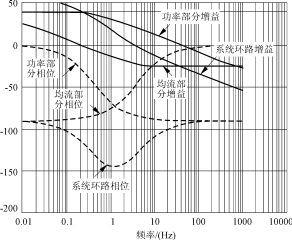 50
功率部分增益
0
功率部
分相位
系统环路增益
均流部
分增益
-50
均流部
分相位
-100
系统环路相位
-150
-200
0.01
0.1
1
10
100
1000
10000
频率/(Hz)